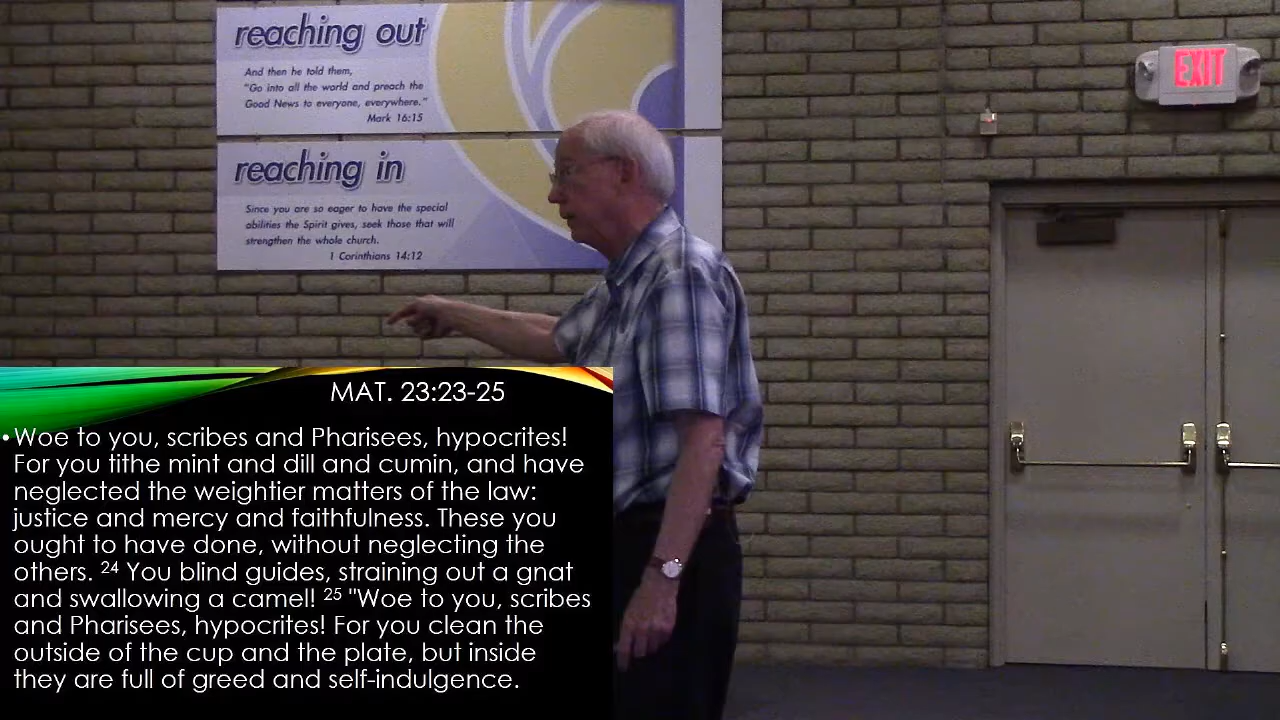 reaching out
And then he told them,
"Go into all the world and preach the
Good News to everyone, everywhere."
Mark 16:15
reaching in
Since you are so eager to have the special
abilities the Spirit gives, seek those that will
strengthen the whole church.
1 Corinthians 14:12
EXIT
MAT. 23:23-25
•Woe to you, scribes and Pharisees, hypocrites!
For you tithe mint and dill and cumin, and have
neglected the weightier matters of the law:
justice and mercy and faithfulness. These you
ought to have done, without neglecting the
others. ²⁴ You blind guides, straining out a gnat
and swallowing a camel! ²⁵ "Woe to you, scribes
and Pharisees, hypocrites! For you clean the
outside of the cup and the plate, but inside
they are full of greed and self-indulgence.